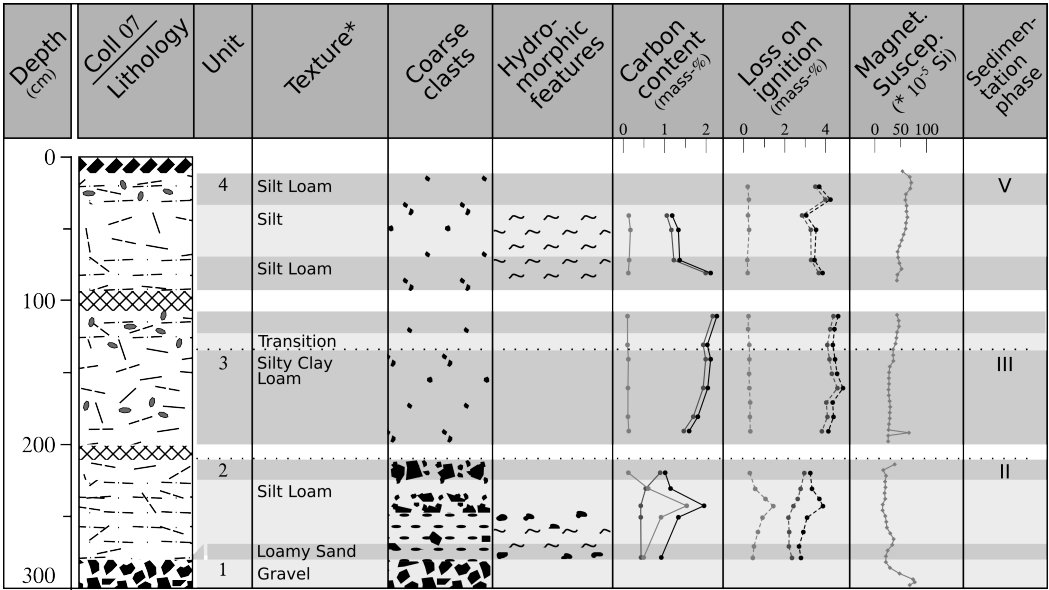 Depth
(cm)
Coll 07
Lithology
Unit
Texture*
Coarse
clasts
Hydro-
morphic
features
Carbon
content
(mass-%)
0 1 2
Loss on
ignition
(mass-%)
0 2 4
Magnet.
Suscep.
(* 10⁻⁵ Si)
0 50 100
Sedimen-
tation
phase
0
4 Silt Loam V
Silt
Silt Loam
100
Transition
3 Silty Clay III
Loam
200
2 II
Silt Loam
Loamy Sand
1 Gravel
300